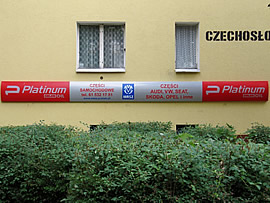 CZECHOSŁO
Platinum
CZĘŚCI
SAMOCHODOWE
CZĘŚCI
AUDI, VW, SEAT,
SKODA, OPEL i inne
Platinum